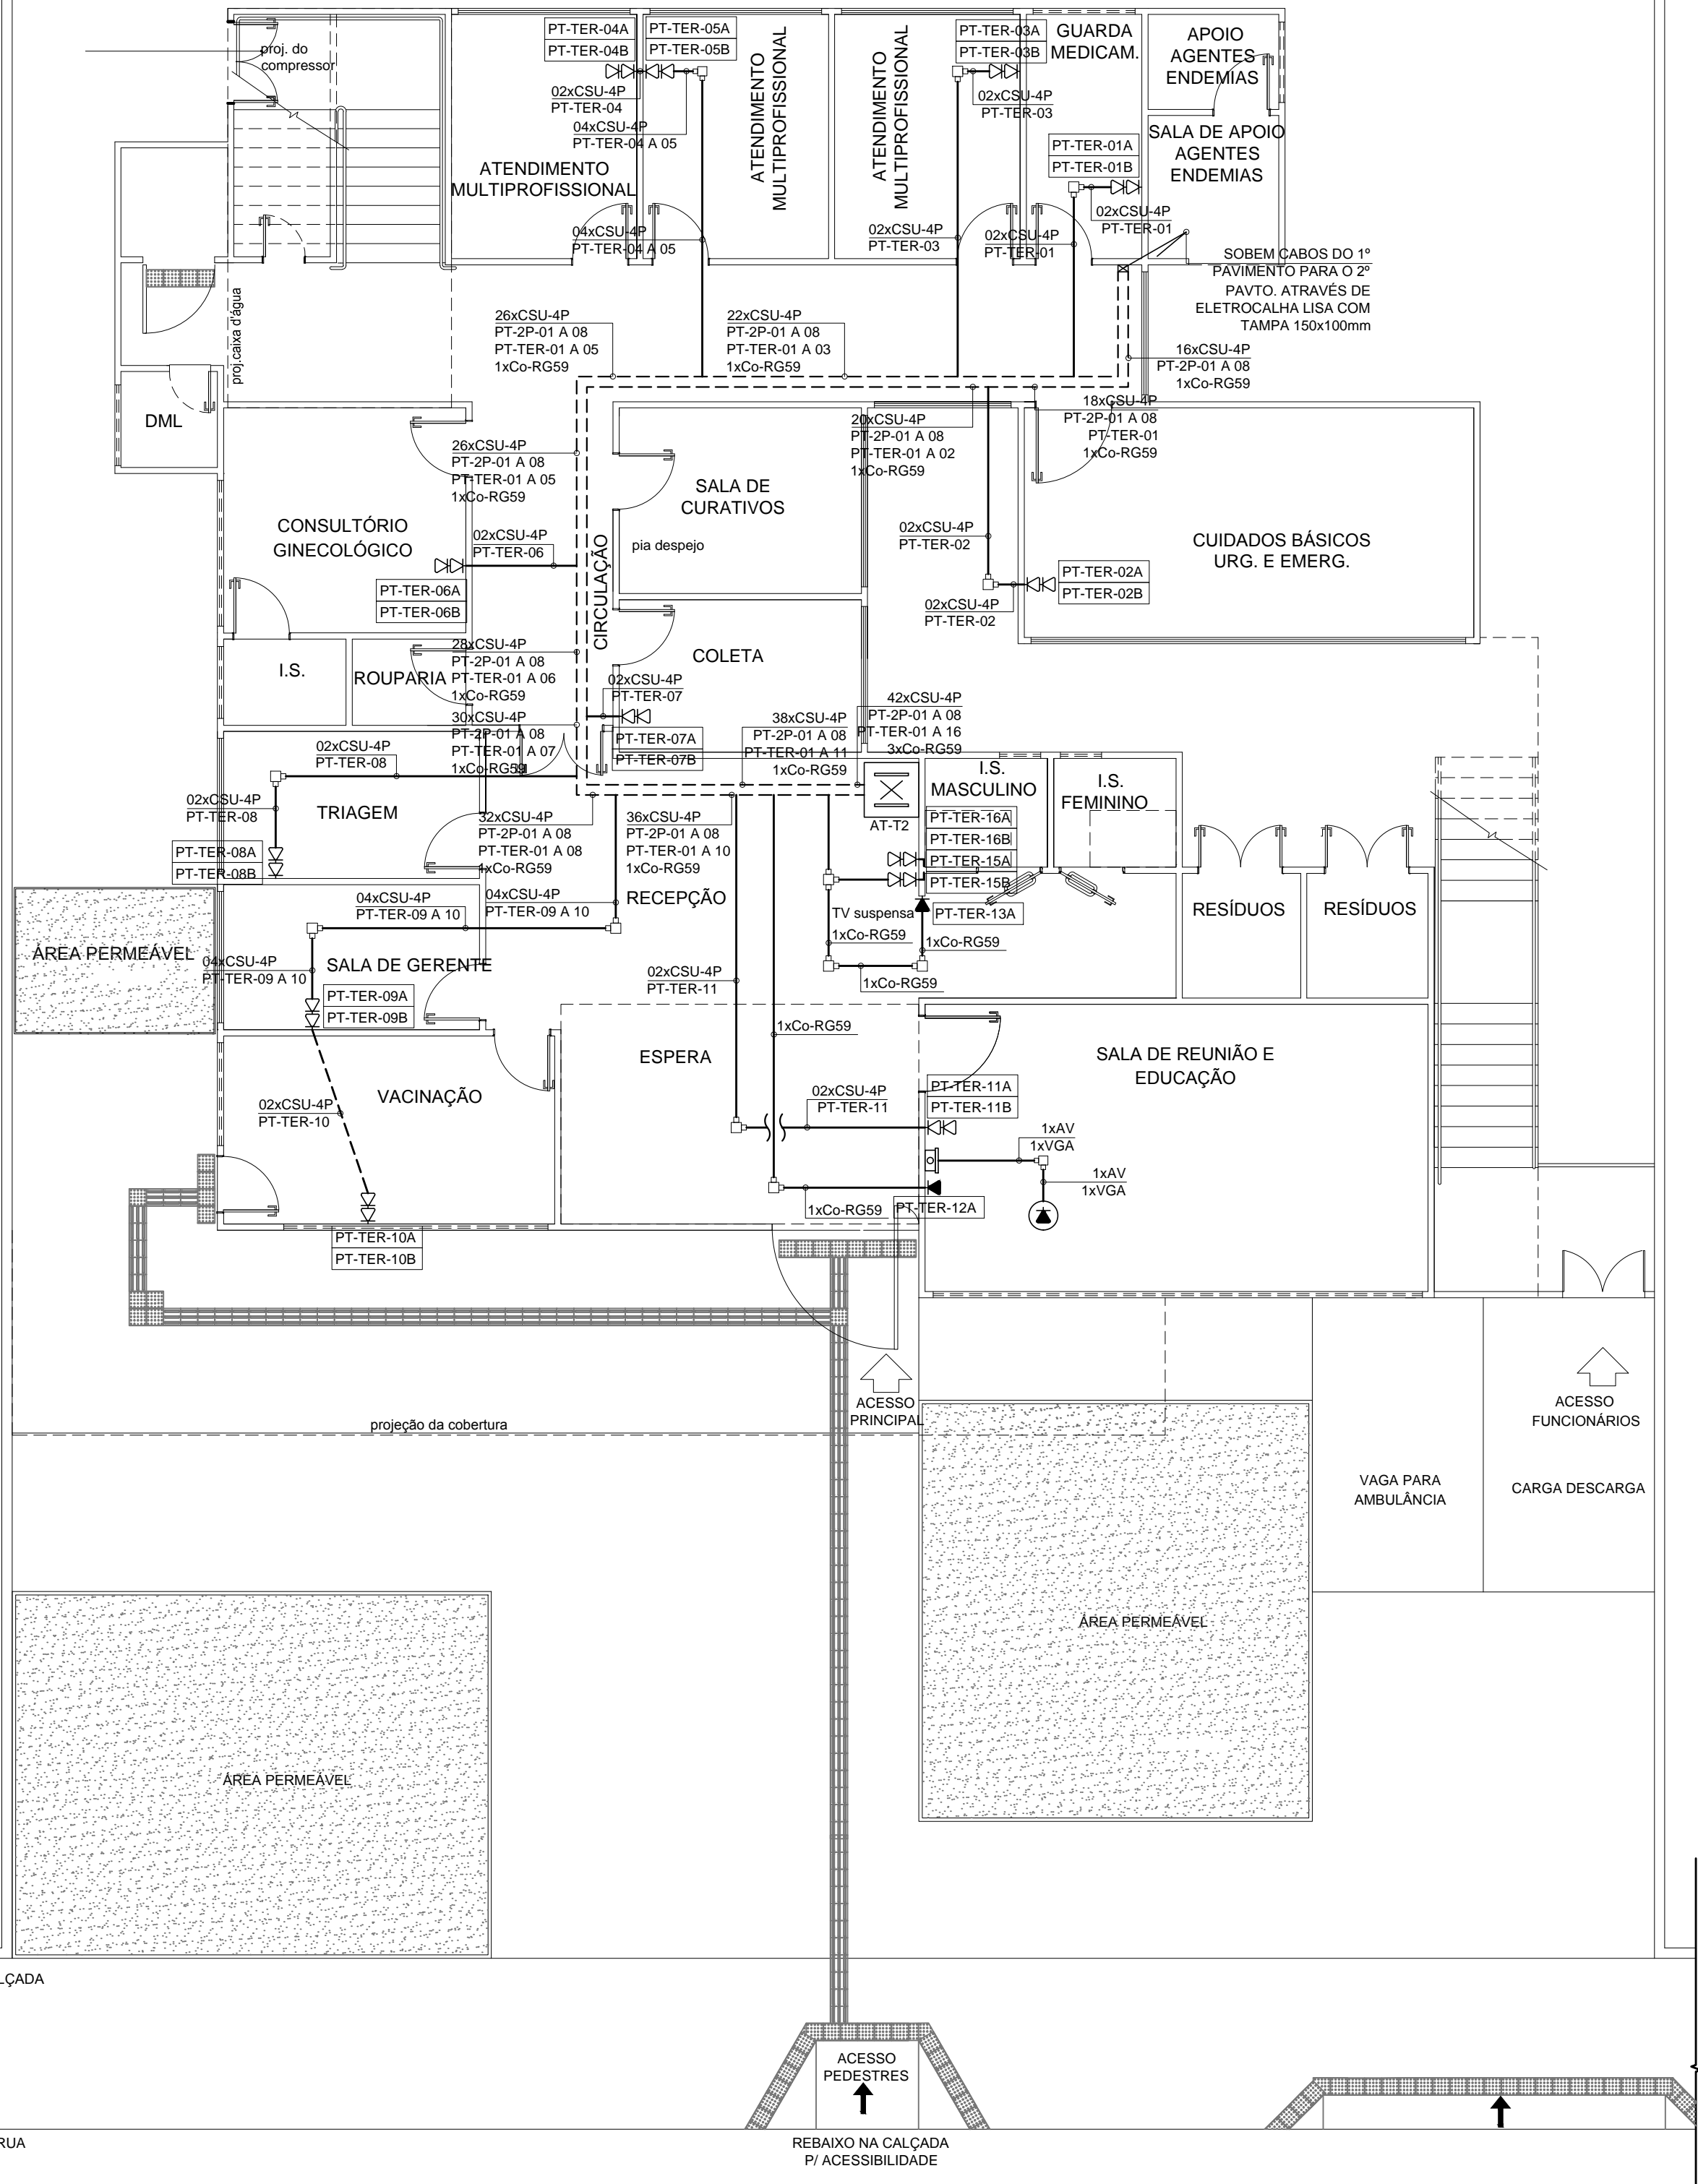 proj. do
compressor
PT-TER-04A
PT-TER-04B
PT-TER-05A
PT-TER-05B
02xCSU-4P
PT-TER-04
04xCSU-4P
PT-TER-04 A 05
ATENDIMENTO
MULTIPROFISSIONAL
04xCSU-4P
PT-TER-04 A 05
ATENDIMENTO
MULTIPROFISSIONAL
ATENDIMENTO
MULTIPROFISSIONAL
PT-TER-03A
PT-TER-03B
02xCSU-4P
PT-TER-03
02xCSU-4P
PT-TER-03
GUARDA
MEDICAM.
PT-TER-01A
PT-TER-01B
02xCSU-4P
PT-TER-01
02xCSU-4P
PT-TER-01
APOIO
AGENTES
ENDEMIAS
SALA DE APOIO
AGENTES
ENDEMIAS
SOBEM CABOS DO 1º
PAVIMENTO PARA O 2º
PAVTO. ATRAVÉS DE
ELETROCALHA LISA COM
TAMPA 150x100mm
proj.caixa d'água
26xCSU-4P
PT-2P-01 A 08
PT-TER-01 A 05
1xCo-RG59
22xCSU-4P
PT-2P-01 A 08
PT-TER-01 A 03
1xCo-RG59
16xCSU-4P
PT-2P-01 A 08
1xCo-RG59
18xCSU-4P
PT-2P-01 A 08
PT-TER-01
1xCo-RG59
20xCSU-4P
PT-2P-01 A 08
PT-TER-01 A 02
1xCo-RG59
DML
26xCSU-4P
PT-2P-01 A 08
PT-TER-01 A 05
1xCo-RG59
CONSULTÓRIO
GINECOLÓGICO
02xCSU-4P
PT-TER-06
PT-TER-06A
PT-TER-06B
CIRCULAÇÃO
SALA DE
CURATIVOS
pia despejo
02xCSU-4P
PT-TER-02
CUIDADOS BÁSICOS
URG. E EMERG.
PT-TER-02A
PT-TER-02B
02xCSU-4P
PT-TER-02
I.S.
ROUPARIA
28xCSU-4P
PT-2P-01 A 08
PT-TER-01 A 06
1xCo-RG59
COLETA
02xCSU-4P
PT-TER-07
30xCSU-4P
PT-2P-01 A 08
PT-TER-01 A 07
1xCo-RG59
PT-TER-07A
PT-TER-07B
38xCSU-4P
PT-2P-01 A 08
PT-TER-01 A 11
1xCo-RG59
42xCSU-4P
PT-2P-01 A 08
PT-TER-01 A 16
3xCo-RG59
02xCSU-4P
PT-TER-08
02xCSU-4P
PT-TER-08
TRIAGEM
PT-TER-08A
PT-TER-08B
32xCSU-4P
PT-2P-01 A 08
PT-TER-01 A 08
1xCo-RG59
36xCSU-4P
PT-2P-01 A 08
PT-TER-01 A 10
1xCo-RG59
AT-T2
I.S.
MASCULINO
I.S.
FEMININO
PT-TER-16A
PT-TER-16B
PT-TER-15A
PT-TER-15B
PT-TER-13A
TV suspensa
1xCo-RG59
1xCo-RG59
1xCo-RG59
RECEPÇÃO
RESÍDUOS
RESÍDUOS
04xCSU-4P
PT-TER-09 A 10
04xCSU-4P
PT-TER-09 A 10
ÁREA PERMEÁVEL
04xCSU-4P
PT-TER-09 A 10
SALA DE GERENTE
PT-TER-09A
PT-TER-09B
02xCSU-4P
PT-TER-11
1xCo-RG59
ESPERA
SALA DE REUNIÃO E
EDUCAÇÃO
VACINAÇÃO
02xCSU-4P
PT-TER-10
02xCSU-4P
PT-TER-11
PT-TER-11A
PT-TER-11B
1xAV
1xVGA
1xAV
1xVGA
1xCo-RG59
PT-TER-12A
PT-TER-10A
PT-TER-10B
ACESSO
PRINCIPAL
ACESSO
FUNCIONÁRIOS
projeção da cobertura
VAGA PARA
AMBULÂNCIA
CARGA DESCARGA
ÁREA PERMEÁVEL
ÁREA PERMEÁVEL
LÇADA
ACESSO
PEDESTRES
RUA
REBAIXO NA CALÇADA
P/ ACESSIBILIDADE